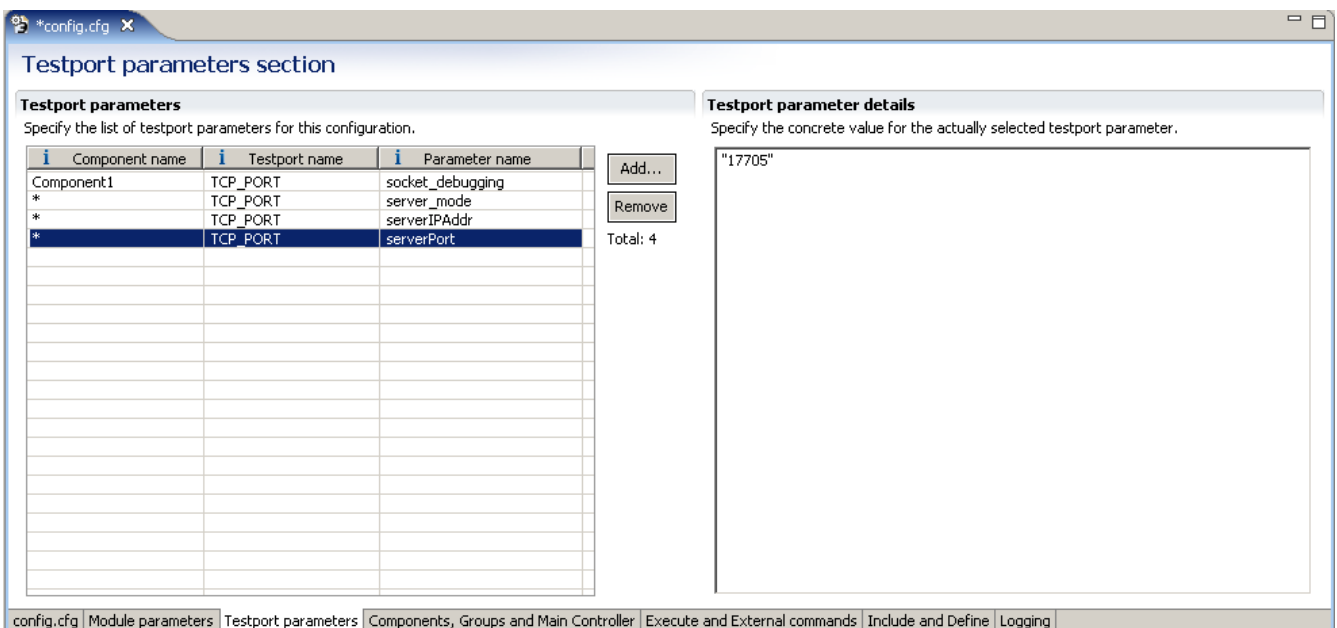 *config.cfg
Testport parameters section
Testport parameters
Specify the list of testport parameters for this configuration.
Component name Testport name Parameter name
Component1 TCP_PORT socket_debugging
* TCP_PORT server_mode
* TCP_PORT serverIPAddr
* TCP_PORT serverPort
Add...
Remove
Total: 4
Testport parameter details
Specify the concrete value for the actually selected testport parameter.
"17705"
config.cfg Module parameters Testport parameters Components, Groups and Main Controller Execute and External commands Include and Define Logging